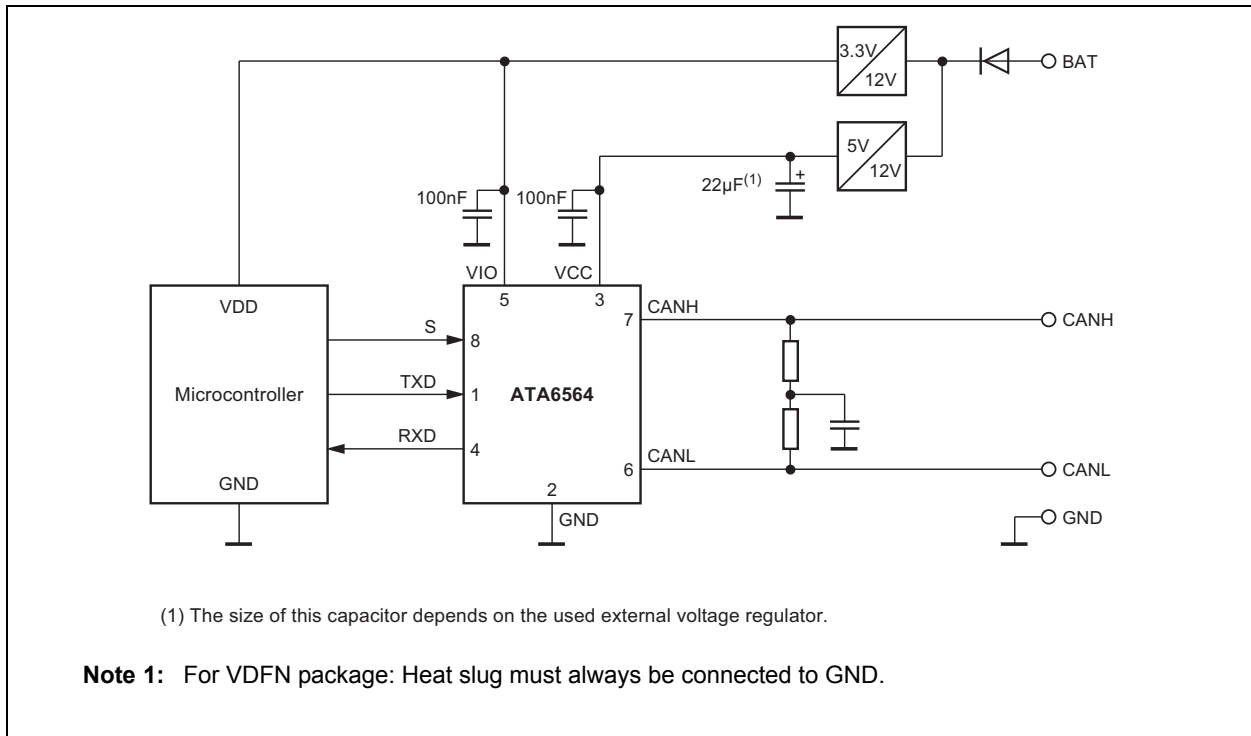 3.3V
12V
BAT
5V
12V
22µF(1)
+
100nF
100nF
VIO
VCC
5
3
VDD
7
CANH
CANH
S
8
Microcontroller
TXD
1
ATA6564
RXD
4
CANL
6
CANL
GND
2
GND
GND
(1) The size of this capacitor depends on the used external voltage regulator.
Note 1: For VDFN package: Heat slug must always be connected to GND.